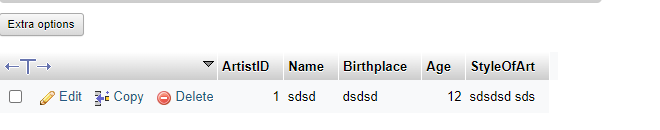 Extra options
←T→ ArtistID Name Birthplace Age StyleOfArt
Edit Copy Delete 1 sdsd dsdsd 12 sdsdsd sds